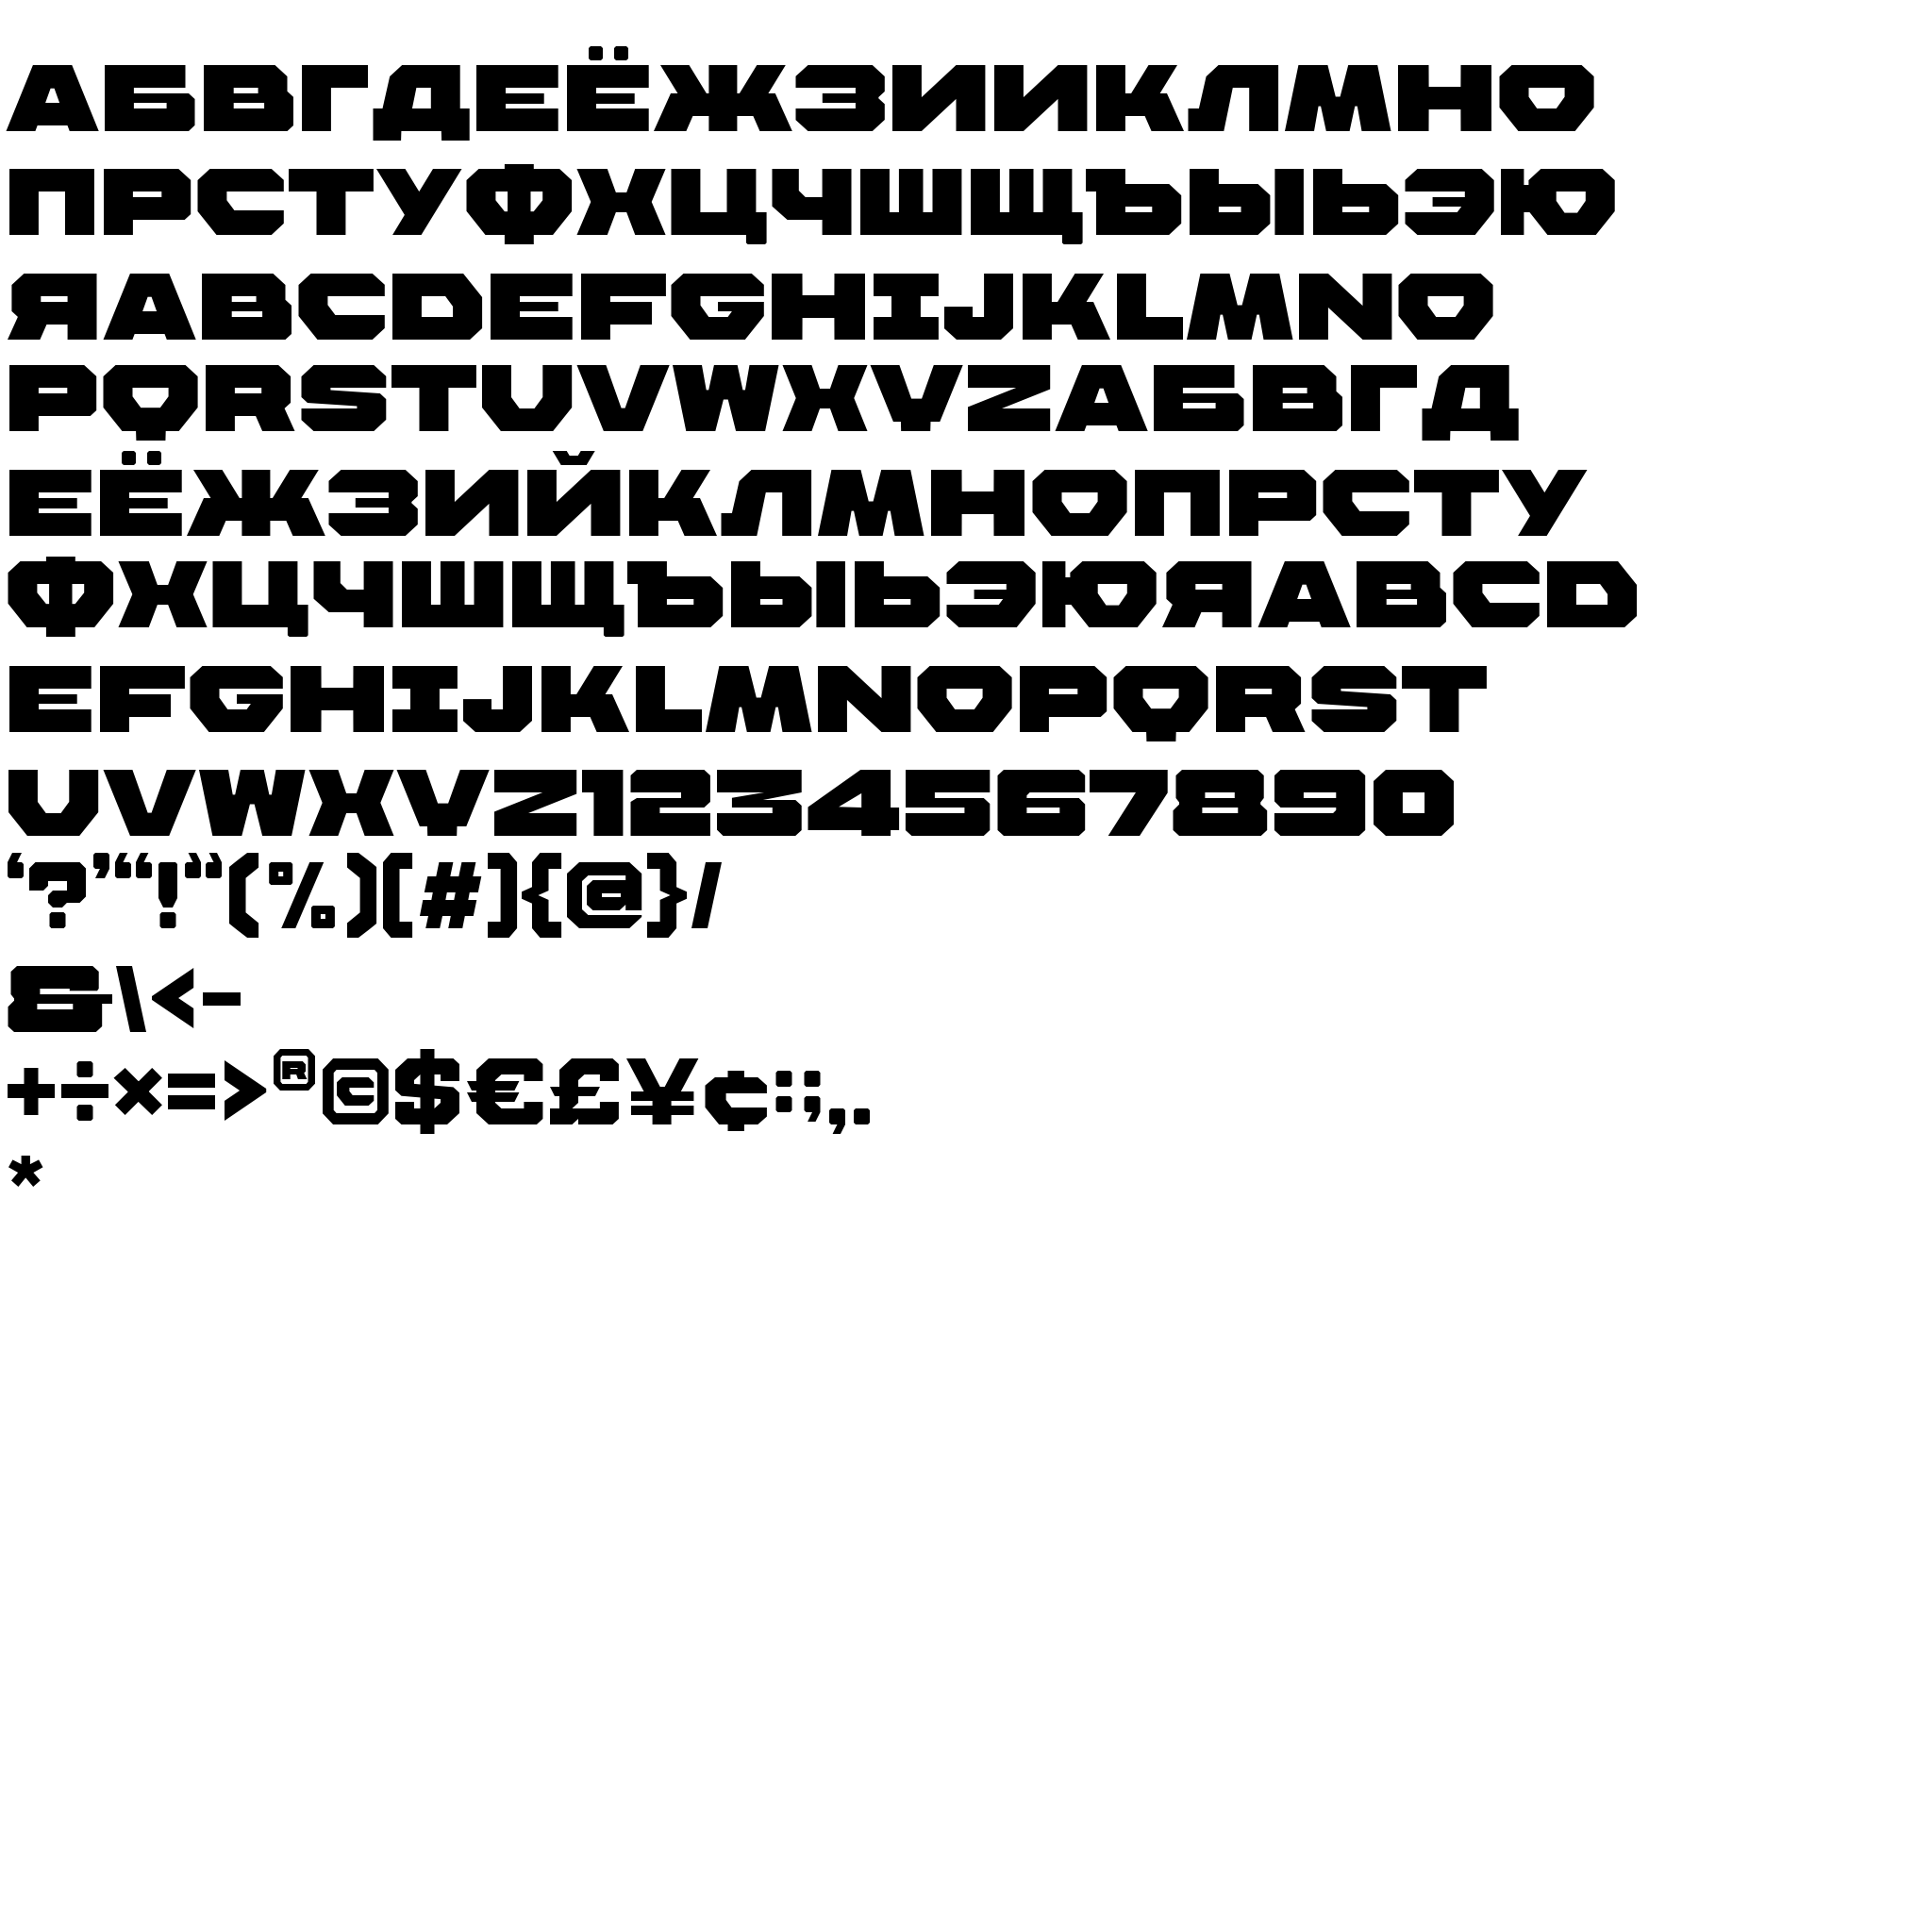 АБВГДЕЁЖЗИИКЛМНО
ПРСТУФХЦЧШЩЪЫЬЭЮ
ЯABCDEFGHIJKLMNO
PQRSTUVWXYZАБВГД
ЕЁЖЗИЙКЛМНОПРСТУ
ФХЦЧШЩЪЫЬЭЮЯABCD
EFGHIJKLMNOPQRST
UVWXYZ1234567890
‘?’“!”(%)[#]{@}/
&\<-
+÷×=>®©$€£¥¢:;,.
*